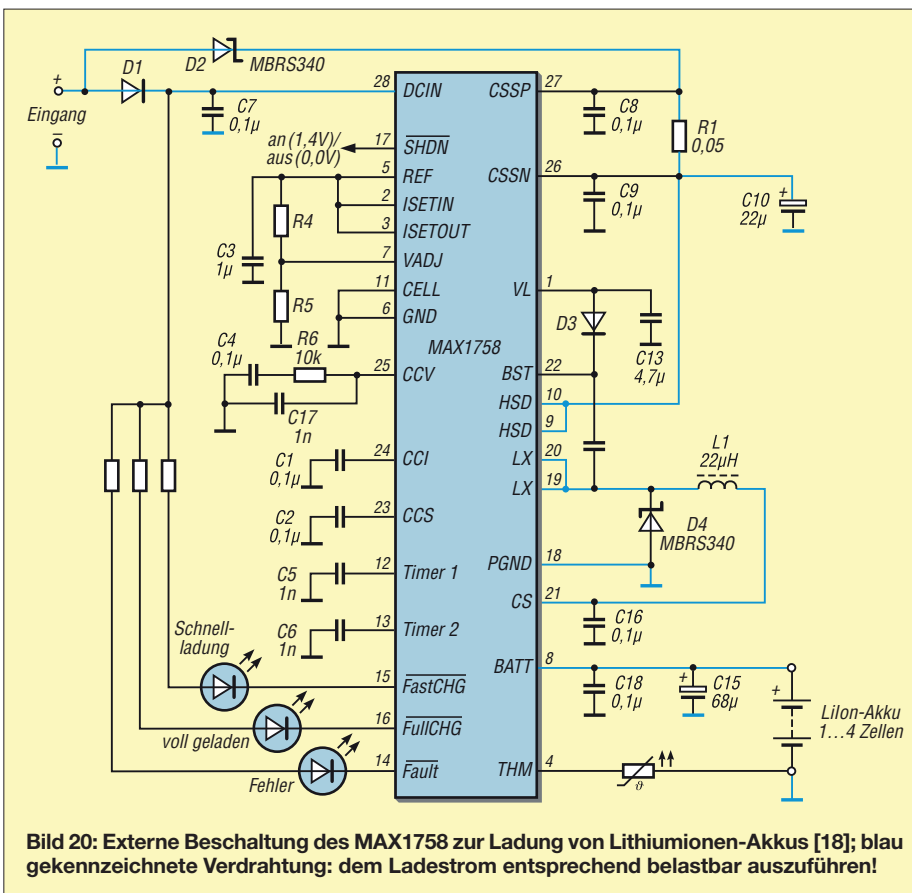 D1
D2
MBRS340
+
Eingang
–
C7
0,1µ
28
DCIN
CSSP
27
C8
0,1µ
R1
0,05
an (1,4V)/
aus (0,0V)
17
SHDN
5
REF
2
ISETIN
3
ISETOUT
7
VADJ
11
CELL
6
GND
CSSN
26
C9
0,1µ
+
C10
22µ
R4
C3
1µ
R5
VL
1
D3
C13
4,7µ
MAX1758
BST
22
HSD
10
HSD
9
LX
20
LX
19
L1
22µH
C4
0,1µ
R6
10k
25
CCV
C17
1n
C1
0,1µ
24
CCI
C2
0,1µ
23
CCS
D4
MBRS340
PGND
18
CS
21
C16
0,1µ
C5
1n
12
Timer 1
C6
1n
13
Timer 2
BATT
8
C18
0,1µ
+
C15
68µ
+
LiIon-Akku
1...4 Zellen
Schnell-
ladung
15
FastCHG
voll geladen
16
FullCHG
Fehler
14
Fault
THM
4
ϑ
Bild 20: Externe Beschaltung des MAX1758 zur Ladung von Lithiumionen-Akkus [18]; blau
gekennzeichnete Verdrahtung: dem Ladestrom entsprechend belastbar auszuführen!